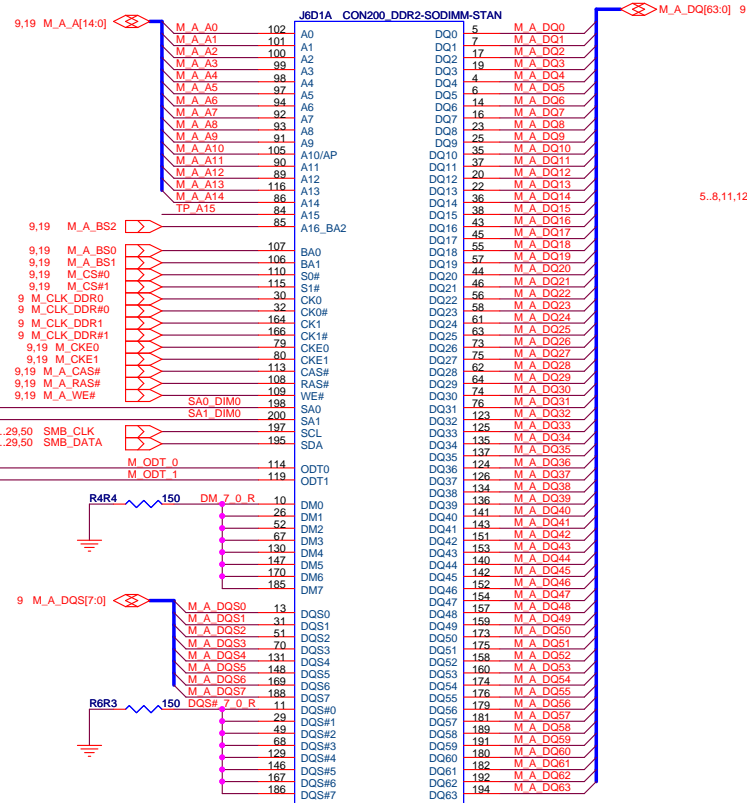 J6D1A CON200_DDR2-SODIMM-STAN
9,19 M_A_A[14:0]
M_A_A0 102 A0
M_A_A1 101 A1
M_A_A2 100 A2
M_A_A3 99 A3
M_A_A4 98 A4
M_A_A5 97 A5
M_A_A6 94 A6
M_A_A7 92 A7
M_A_A8 93 A8
M_A_A9 91 A9
M_A_A10 105 A10/AP
M_A_A11 90 A11
M_A_A12 89 A12
M_A_A13 116 A13
M_A_A14 86 A14
TP_A15 84 A15
9,19 M_A_BS2 85 A16_BA2
9,19 M_A_BS0 107 BA0
9,19 M_A_BS1 106 BA1
9,19 M_CS#0 110 S0#
9,19 M_CS#1 115 S1#
9 M_CLK_DDR0 30 CK0
9 M_CLK_DDR#0 32 CK0#
9 M_CLK_DDR1 164 CK1
9 M_CLK_DDR#1 166 CK1#
9,19 M_CKE0 79 CKE0
9,19 M_CKE1 80 CKE1
9,19 M_A_CAS# 113 CAS#
9,19 M_A_RAS# 108 RAS#
9,19 M_A_WE# 109 WE#
SA0_DIM0 198 SA0
SA1_DIM0 200 SA1
..29,50 SMB_CLK 197 SCL
..29,50 SMB_DATA 195 SDA
M_ODT_0 114 ODT0
M_ODT_1 119 ODT1
R4R4 150 DM_7_0_R 10 DM0
26 DM1
52 DM2
67 DM3
130 DM4
147 DM5
170 DM6
185 DM7
9 M_A_DQS[7:0]
M_A_DQS0 13 DQS0
M_A_DQS1 31 DQS1
M_A_DQS2 51 DQS2
M_A_DQS3 70 DQS3
M_A_DQS4 131 DQS4
M_A_DQS5 148 DQS5
M_A_DQS6 169 DQS6
M_A_DQS7 188 DQS7
R6R3 150 DQS#_7_0_R 11 DQS#0
29 DQS#1
49 DQS#2
68 DQS#3
129 DQS#4
146 DQS#5
167 DQS#6
186 DQS#7
M_A_DQ[63:0] 9
DQ0 5 M_A_DQ0
DQ1 7 M_A_DQ1
DQ2 17 M_A_DQ2
DQ3 19 M_A_DQ3
DQ4 4 M_A_DQ4
DQ5 6 M_A_DQ5
DQ6 14 M_A_DQ6
DQ7 16 M_A_DQ7
DQ8 23 M_A_DQ8
DQ9 25 M_A_DQ9
DQ10 35 M_A_DQ10
DQ11 37 M_A_DQ11
DQ12 20 M_A_DQ12
DQ13 22 M_A_DQ13
DQ14 36 M_A_DQ14
DQ15 38 M_A_DQ15
DQ16 43 M_A_DQ16
DQ17 45 M_A_DQ17
DQ18 55 M_A_DQ18
DQ19 57 M_A_DQ19
DQ20 44 M_A_DQ20
DQ21 46 M_A_DQ21
DQ22 56 M_A_DQ22
DQ23 58 M_A_DQ23
DQ24 61 M_A_DQ24
DQ25 63 M_A_DQ25
DQ26 73 M_A_DQ26
DQ27 75 M_A_DQ27
DQ28 62 M_A_DQ28
DQ29 64 M_A_DQ29
DQ30 74 M_A_DQ30
DQ31 76 M_A_DQ31
DQ32 123 M_A_DQ32
DQ33 125 M_A_DQ33
DQ34 135 M_A_DQ34
DQ35 137 M_A_DQ35
DQ36 124 M_A_DQ36
DQ37 126 M_A_DQ37
DQ38 134 M_A_DQ38
DQ39 136 M_A_DQ39
DQ40 141 M_A_DQ40
DQ41 143 M_A_DQ41
DQ42 151 M_A_DQ42
DQ43 153 M_A_DQ43
DQ44 140 M_A_DQ44
DQ45 142 M_A_DQ45
DQ46 152 M_A_DQ46
DQ47 154 M_A_DQ47
DQ48 157 M_A_DQ48
DQ49 159 M_A_DQ49
DQ50 173 M_A_DQ50
DQ51 175 M_A_DQ51
DQ52 158 M_A_DQ52
DQ53 160 M_A_DQ53
DQ54 174 M_A_DQ54
DQ55 176 M_A_DQ55
DQ56 179 M_A_DQ56
DQ57 181 M_A_DQ57
DQ58 189 M_A_DQ58
DQ59 191 M_A_DQ59
DQ60 180 M_A_DQ60
DQ61 182 M_A_DQ61
DQ62 192 M_A_DQ62
DQ63 194 M_A_DQ63
5..8,11,12